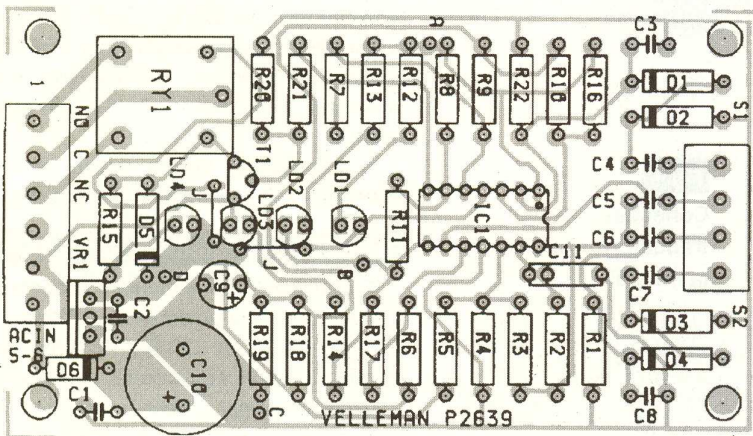 A
C3
1
RY1
R20
R21
R7
R13
R12
R8
R9
R22
R10
R16
D1
D2
S1
NO
C
NC
T1
LD4
LD2
LD1
J
C4
C5
C6
C7
R15
D5
LD3
R11
IC1
C11
VR1
D
C9
+
J
B
S2
C2
ACIN
5-6
D6
C1
C10
+
R19
R18
R14
R17
R6
R5
R4
R3
R2
R1
D3
D4
C
VELLEMAN P2639
C8